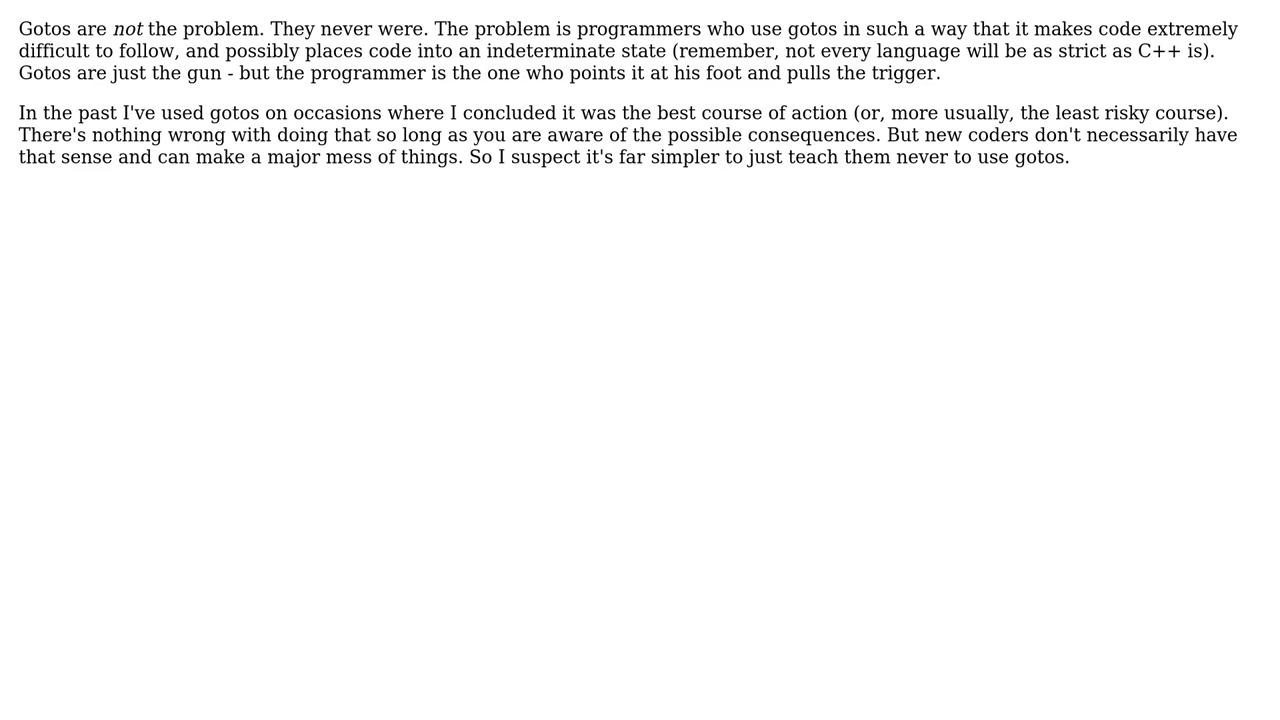 Gotos are not the problem. They never were. The problem is programmers who use gotos in such a way that it makes code extremely
difficult to follow, and possibly places code into an indeterminate state (remember, not every language will be as strict as C++ is).
Gotos are just the gun - but the programmer is the one who points it at his foot and pulls the trigger.
In the past I've used gotos on occasions where I concluded it was the best course of action (or, more usually, the least risky course).
There's nothing wrong with doing that so long as you are aware of the possible consequences. But new coders don't necessarily have
that sense and can make a major mess of things. So I suspect it's far simpler to just teach them never to use gotos.